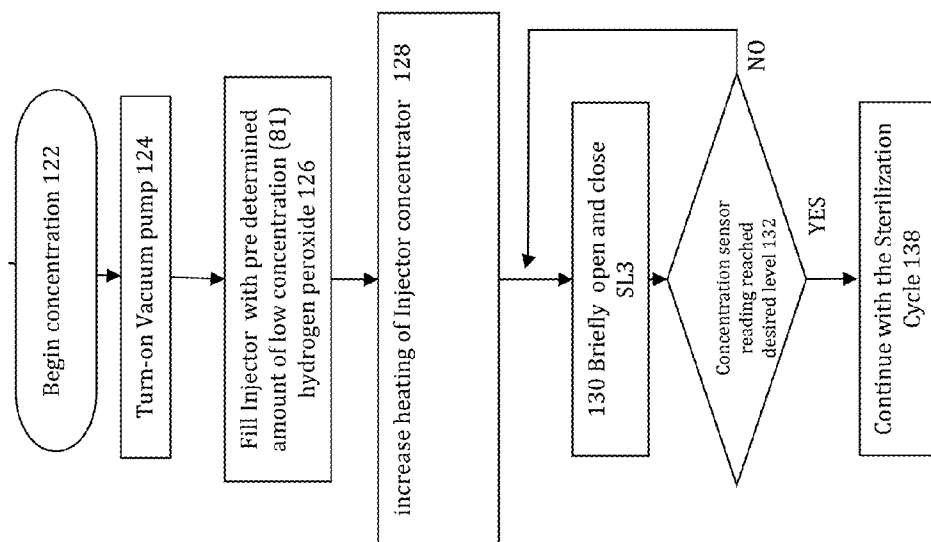 Begin concentration 122
Turn-on Vacuum pump 124
Fill Injector with pre determined
amount of low concentration (81)
hydrogen peroxide 126
increase heating of Injector concentrator 128
130 Briefly open and close
SL3
Concentration sensor
reading reached
desired level 132
NO
YES
Continue with the Sterilization
Cycle 138